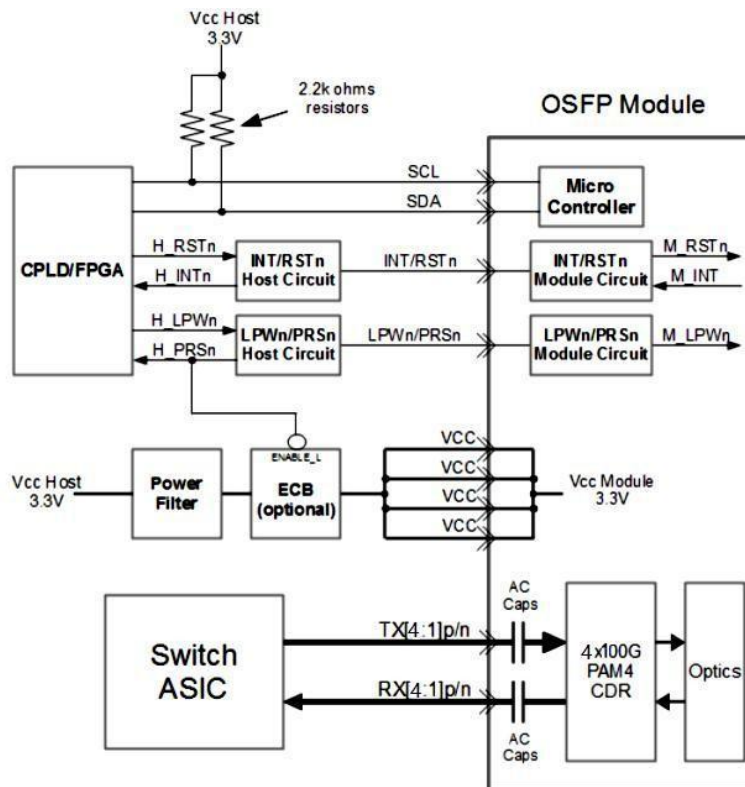 Vcc Host
3.3V
2.2k ohms
resistors
OSFP Module
SCL
SDA
Micro
Controller
CPLD/FPGA
H_RSTn
H_INTn
INT/RSTn
Host Circuit
INT/RSTn
INT/RSTn
Module Circuit
M_RSTn
M_INT
H_LPWn
H_PRSn
LPWn/PRSn
Host Circuit
LPWn/PRSn
LPWn/PRSn
Module Circuit
M_LPWn
Vcc Host
3.3V
Power
Filter
ENABLE_L
ECB
(optional)
VCC
VCC
VCC
VCC
Vcc Module
3.3V
Switch
ASIC
TX[4:1]p/n
RX[4:1]p/n
AC
Caps
AC
Caps
4x100G
PAM4
CDR
Optics